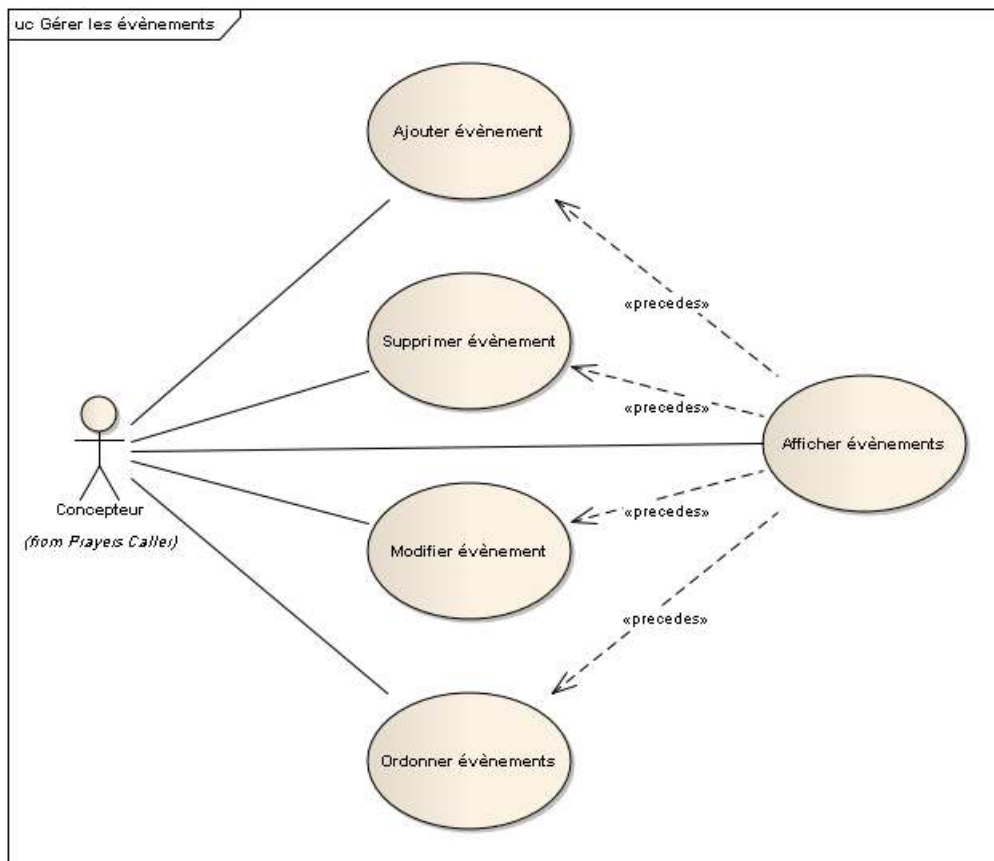 uc Gérer les évènements
Ajouter évènement
«precedes»
Supprimer évènement
«precedes»
Afficher évènements
Concepteur
(from Prayers Caller)
«precedes»
Modifier évènement
«precedes»
Ordonner évènements